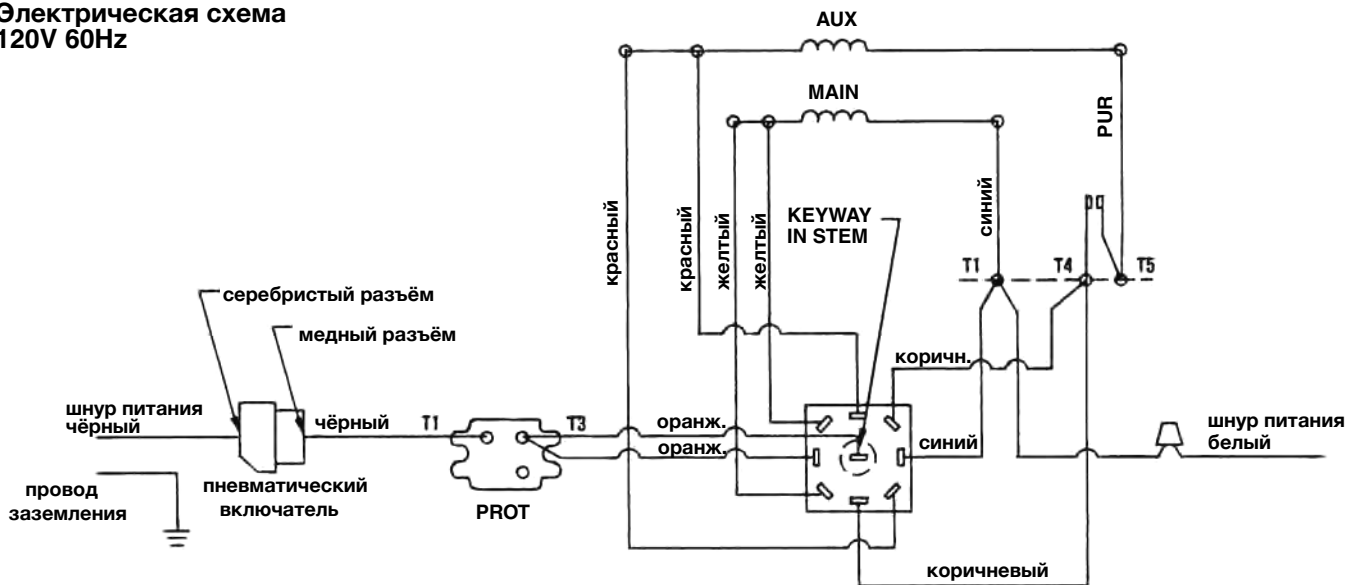 Электрическая схема
120V 60Hz
AUX
MAIN
PUR
красный
красный
желтый
желтый
KEYWAY
IN STEM
синий
T1
T4
T5
серебристый разъём
медный разъём
коричн.
шнур питания
чёрный
чёрный
T1
T3
оранж.
оранж.
синий
шнур питания
белый
провод
заземления
пневматический
включатель
PROT
коричневый